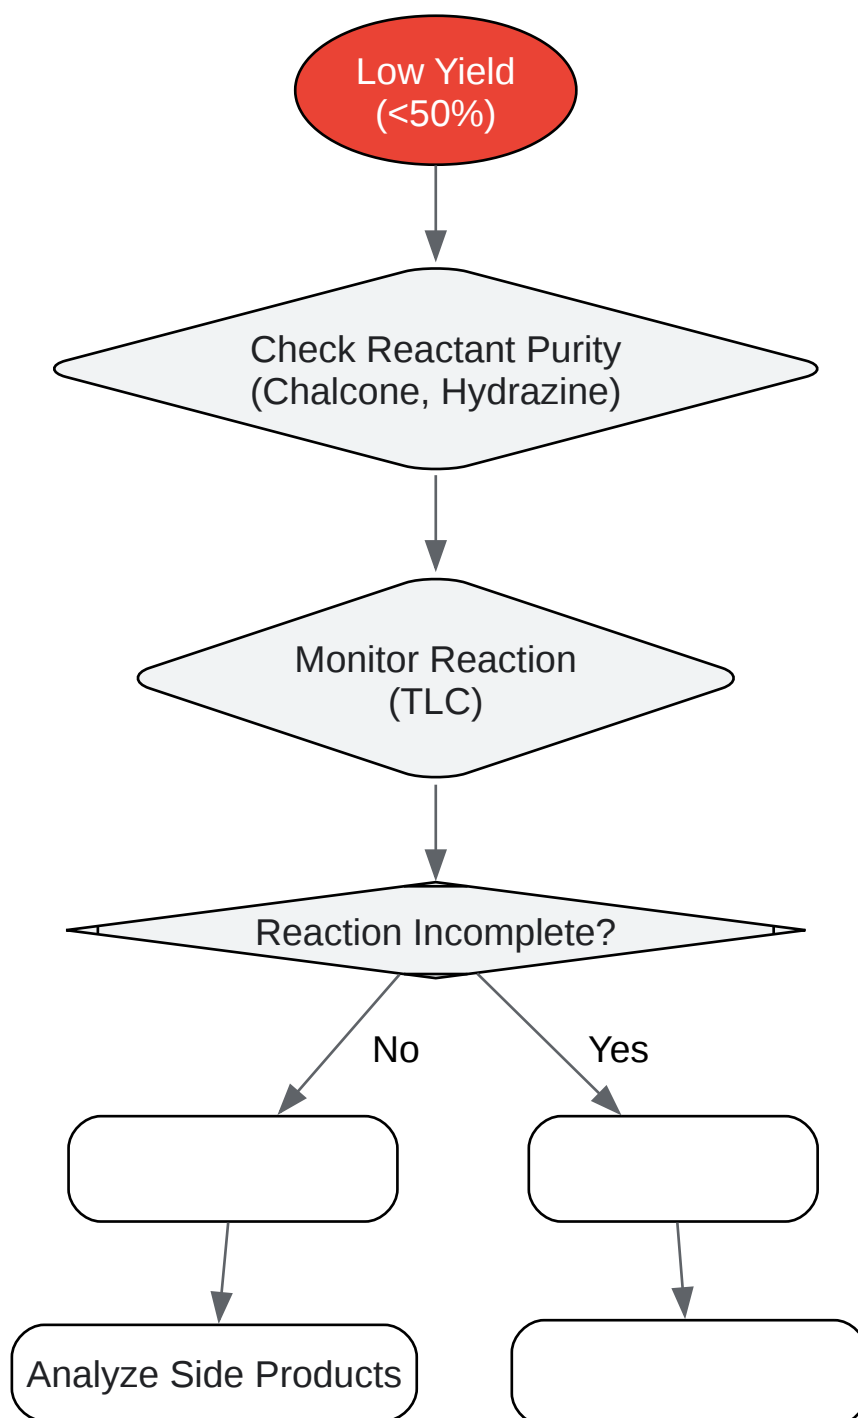 Low Yield
(<50%)
Check Reactant Purity
(Chalcone, Hydrazine)
Monitor Reaction
(TLC)
Reaction Incomplete?
No
Yes
Analyze Side Products